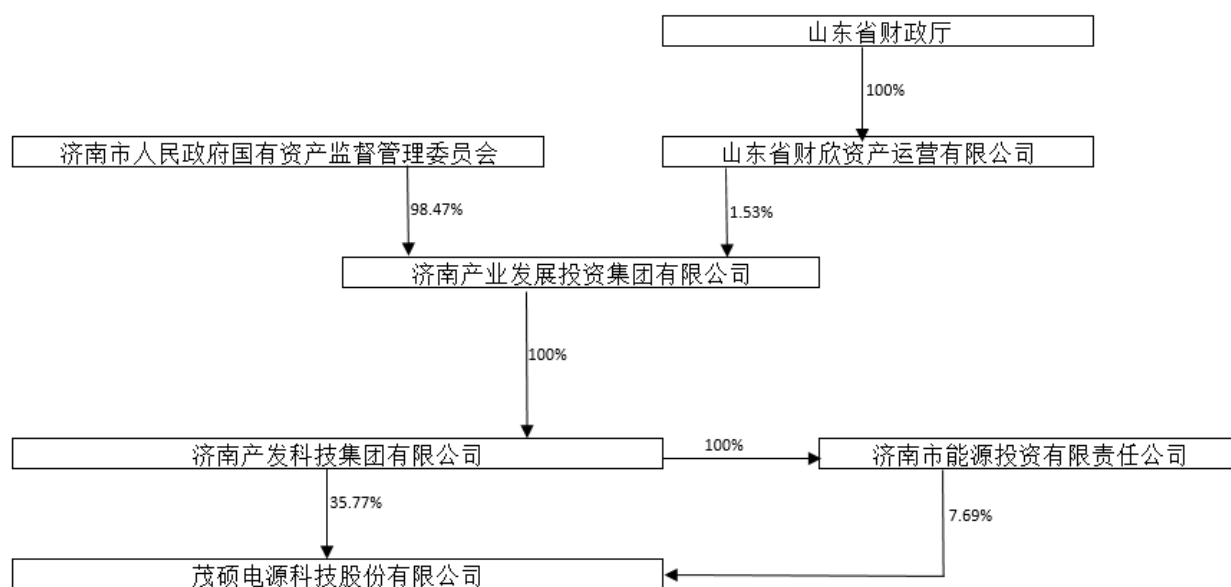 山东省财政厅
100%
济南市人民政府国有资产监督管理委员会
山东省财欣资产运营有限公司
98.47%
1.53%
济南产业发展投资集团有限公司
100%
济南产发科技集团有限公司
100%
济南市能源投资有限责任公司
35.77%
7.69%
茂硕电源科技股份有限公司